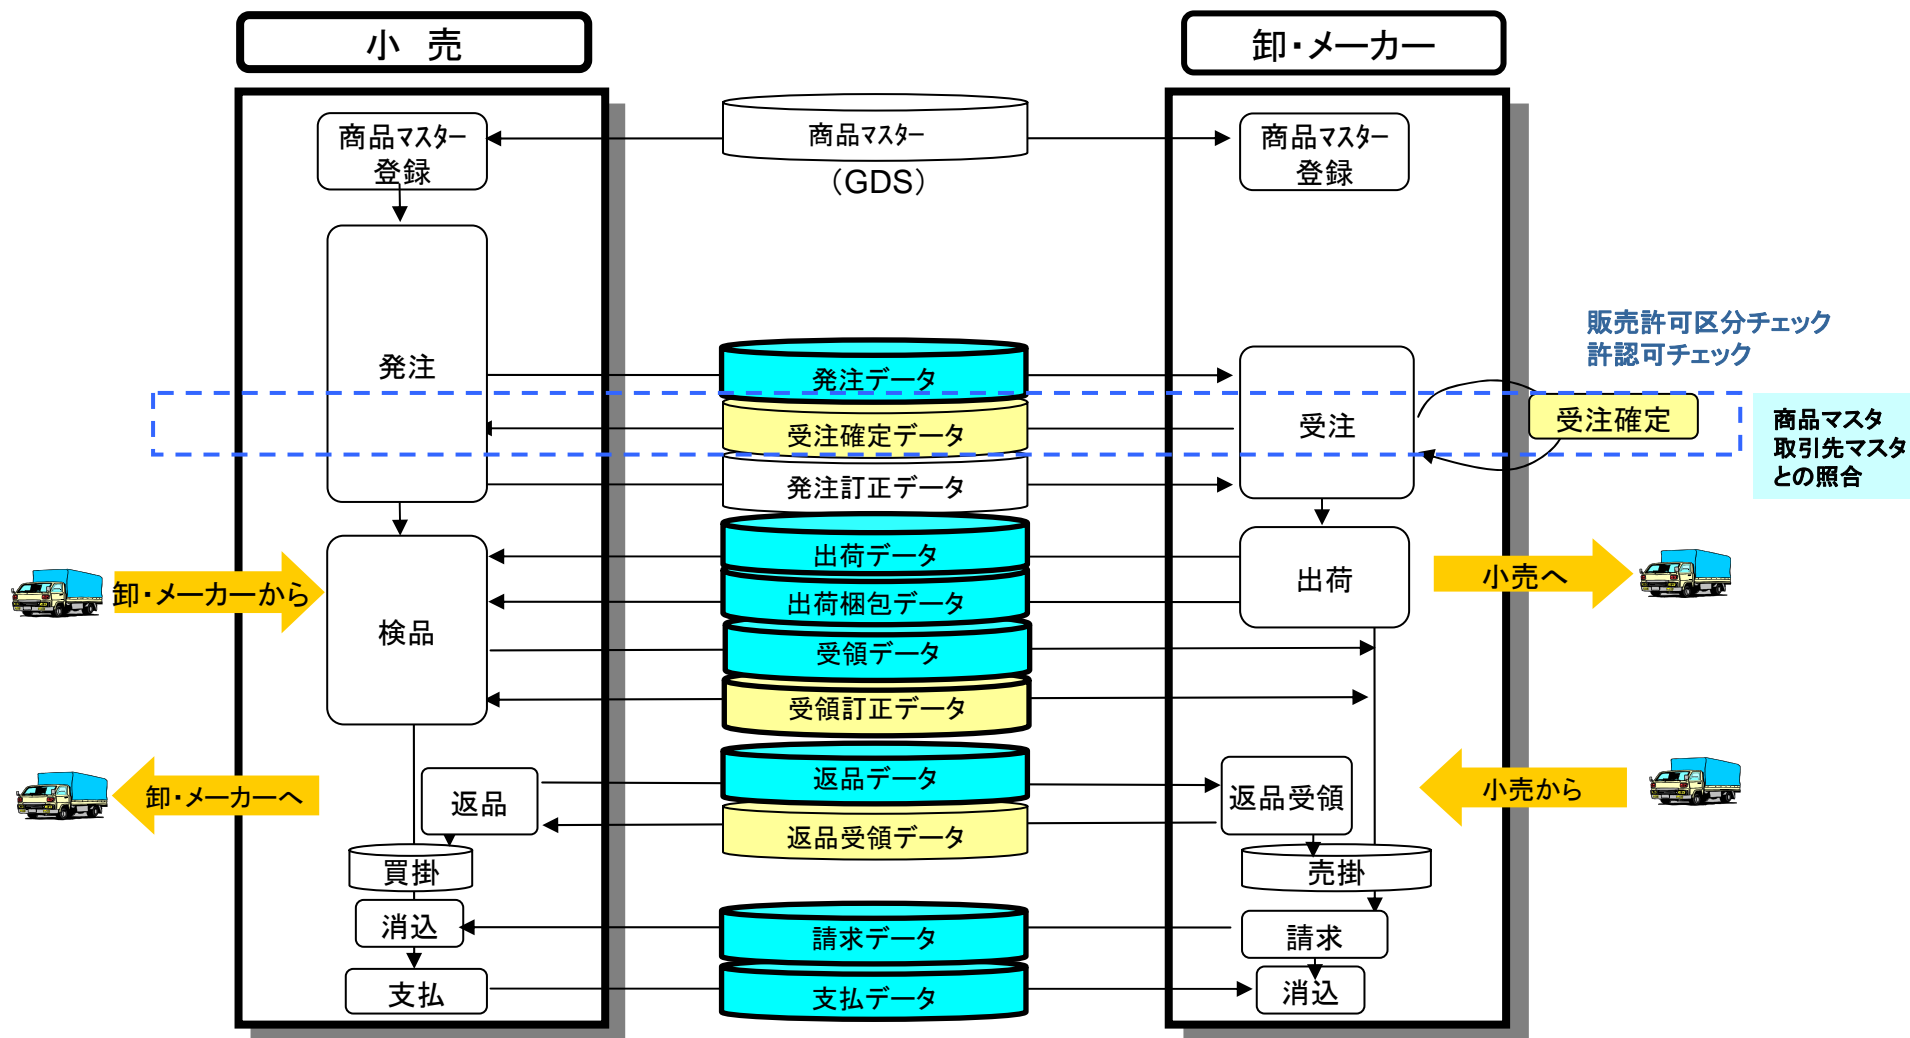 小　売
卸・メーカー
商品マスター
登録
商品マスター
（GDS）
商品マスター
登録
発注
発注データ
受注確定データ
発注訂正データ
受注
販売許可区分チェック
許認可チェック
受注確定
商品マスタ
取引先マスタ
との照合
卸・メーカーから
検品
出荷データ
出荷梱包データ
受領データ
受領訂正データ
出荷
小売へ
卸・メーカーへ
返品
返品データ
返品受領データ
返品受領
小売から
買掛
売掛
消込
請求データ
請求
支払
支払データ
消込